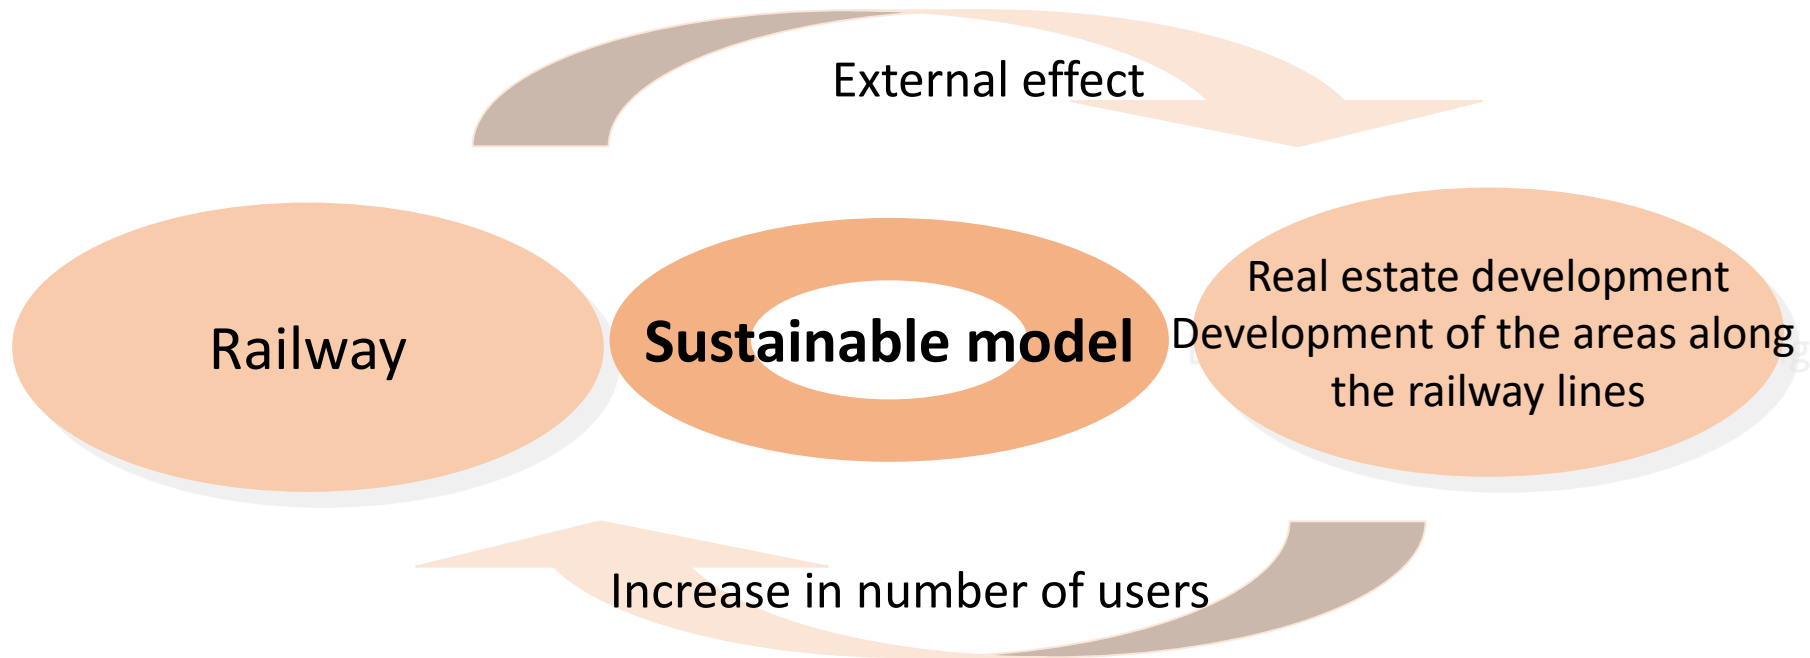 External effect
Railway
Sustainable model
Real estate development
Development of the areas along
the railway lines
Increase in number of users